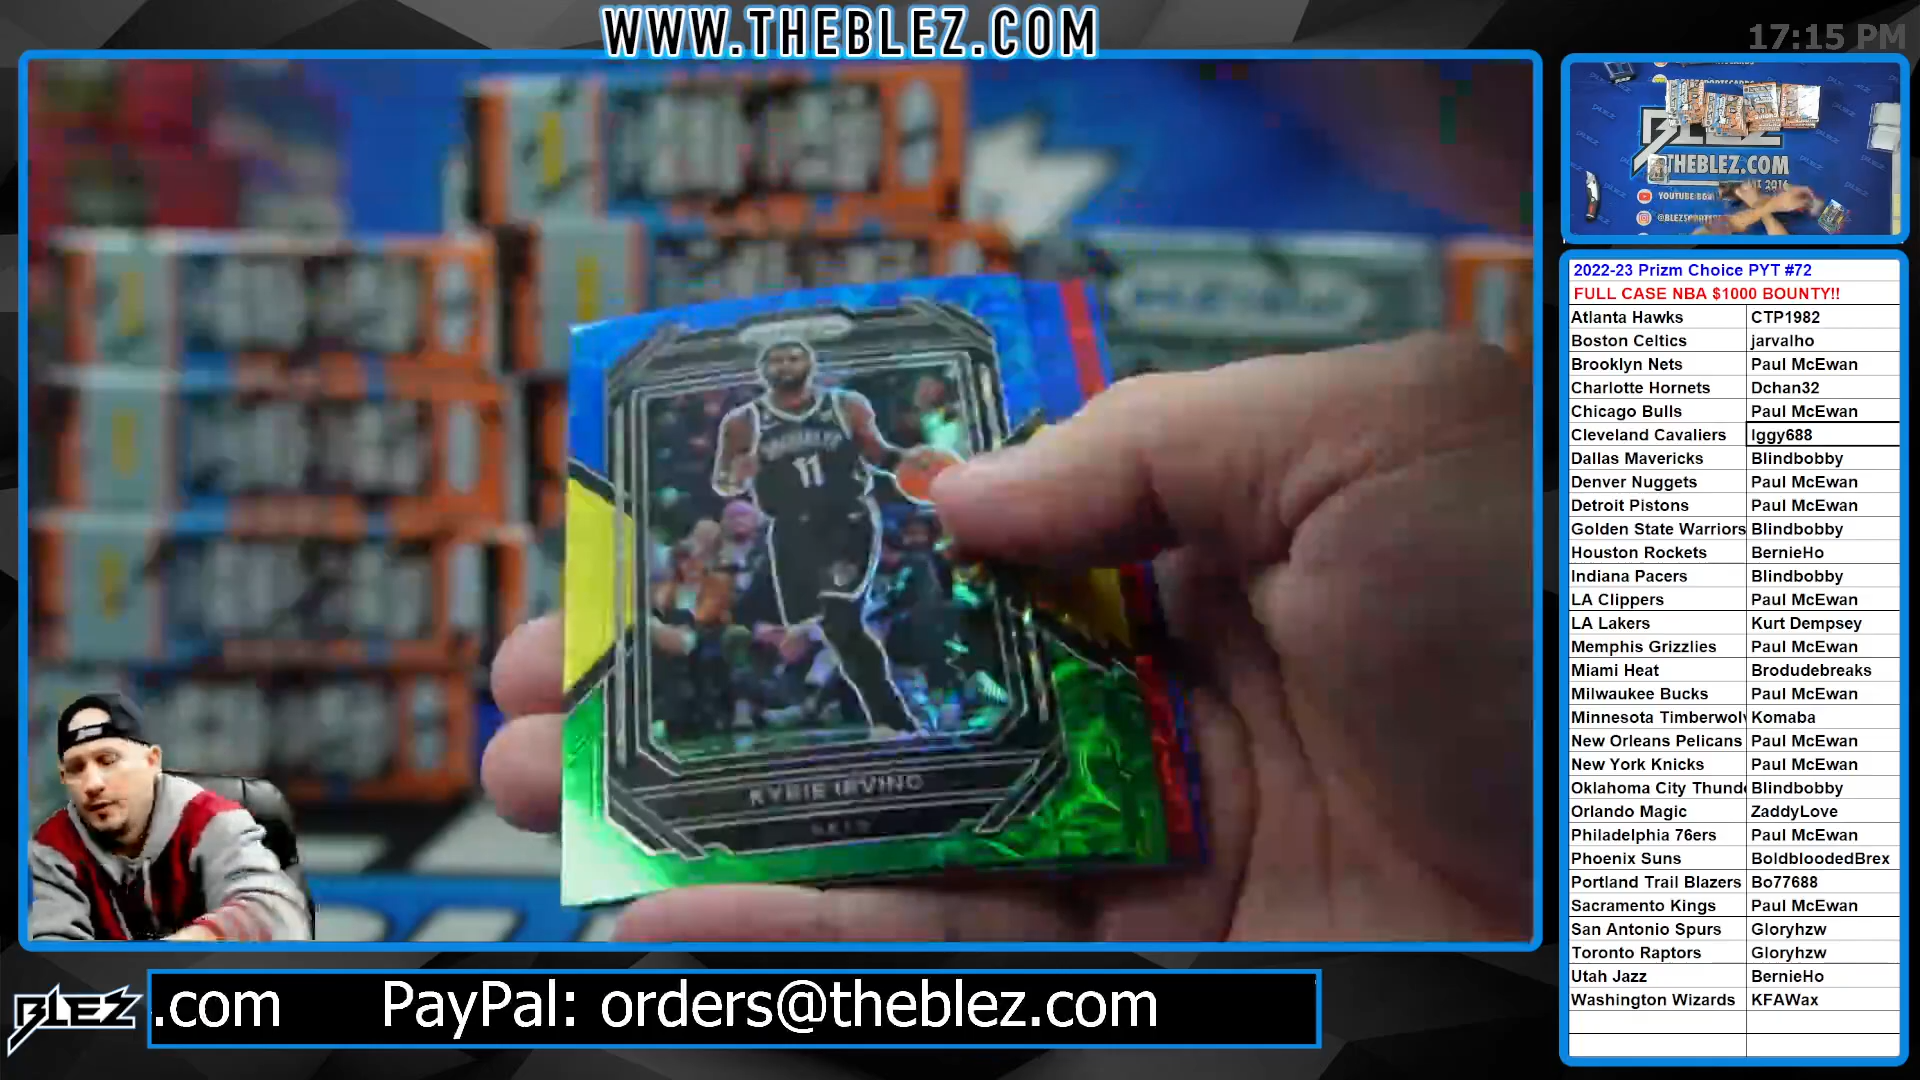 WWW.THEBLEZ.COM
17:15 PM
BLEZ
THEBLEZ.COM
2022-23 Prizm Choice PYT #72
FULL CASE NBA $1000 BOUNTY!!
Atlanta Hawks CTP1982
Boston Celtics jarvalho
Brooklyn Nets Paul McEwan
Charlotte Hornets Dchan32
Chicago Bulls Paul McEwan
Cleveland Cavaliers Iggy688
Dallas Mavericks Blindbobby
Denver Nuggets Paul McEwan
Detroit Pistons Paul McEwan
Golden State Warriors Blindbobby
Houston Rockets BernieHo
Indiana Pacers Blindbobby
LA Clippers Paul McEwan
LA Lakers Kurt Dempsey
Memphis Grizzlies Paul McEwan
Miami Heat Brodudebreaks
Milwaukee Bucks Paul McEwan
Minnesota Timberwol Komaba
New Orleans Pelicans Paul McEwan
New York Knicks Paul McEwan
Oklahoma City Thund Blindbobby
Orlando Magic ZaddyLove
Philadelphia 76ers Paul McEwan
Phoenix Suns BoldbloodedBrex
Portland Trail Blazers Bo77688
Sacramento Kings Paul McEwan
San Antonio Spurs Gloryhzw
Toronto Raptors Gloryhzw
Utah Jazz BernieHo
Washington Wizards KFAWax
BROOKLYN
11
KYRIE IRVING
BLEZ
.com PayPal: orders@theblez.com